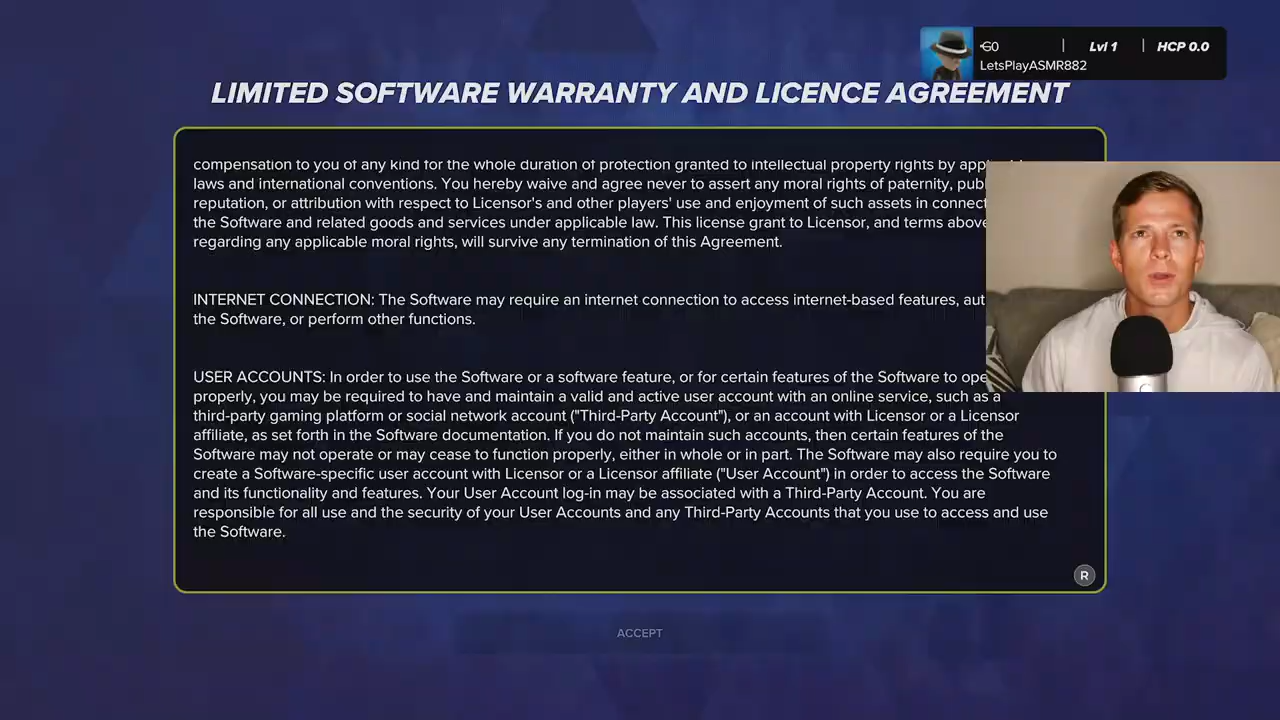 G0 | Lvl 1 | HCP 0.0
LetsPlayASMR882
LIMITED SOFTWARE WARRANTY AND LICENCE AGREEMENT
compensation to you of any kind for the whole duration of protection granted to intellectual property rights by
laws and international conventions. You hereby waive and agree never to assert any moral rights of paternity,
reputation, or attribution with respect to Licensor's and other players' use and enjoyment of such assets in
the Software and related goods and services under applicable law. This license grant to Licensor, and terms above
regarding any applicable moral rights, will survive any termination of this Agreement.
INTERNET CONNECTION: The Software may require an internet connection to access internet-based features,
the Software, or perform other functions.
USER ACCOUNTS: In order to use the Software or a software feature, or for certain features of the Software to
properly, you may be required to have and maintain a valid and active user account with an online service, such as a
third-party gaming platform or social network account ("Third-Party Account"), or an account with Licensor or a Licensor
affiliate, as set forth in the Software documentation. If you do not maintain such accounts, then certain features of the
Software may not operate or may cease to function properly, either in whole or in part. The Software may also require you to
create a Software-specific user account with Licensor or a Licensor affiliate ("User Account") in order to access the Software
and its functionality and features. Your User Account log-in may be associated with a Third-Party Account. You are
responsible for all use and the security of your User Accounts and any Third-Party Accounts that you use to access and use
the Software.
R
ACCEPT